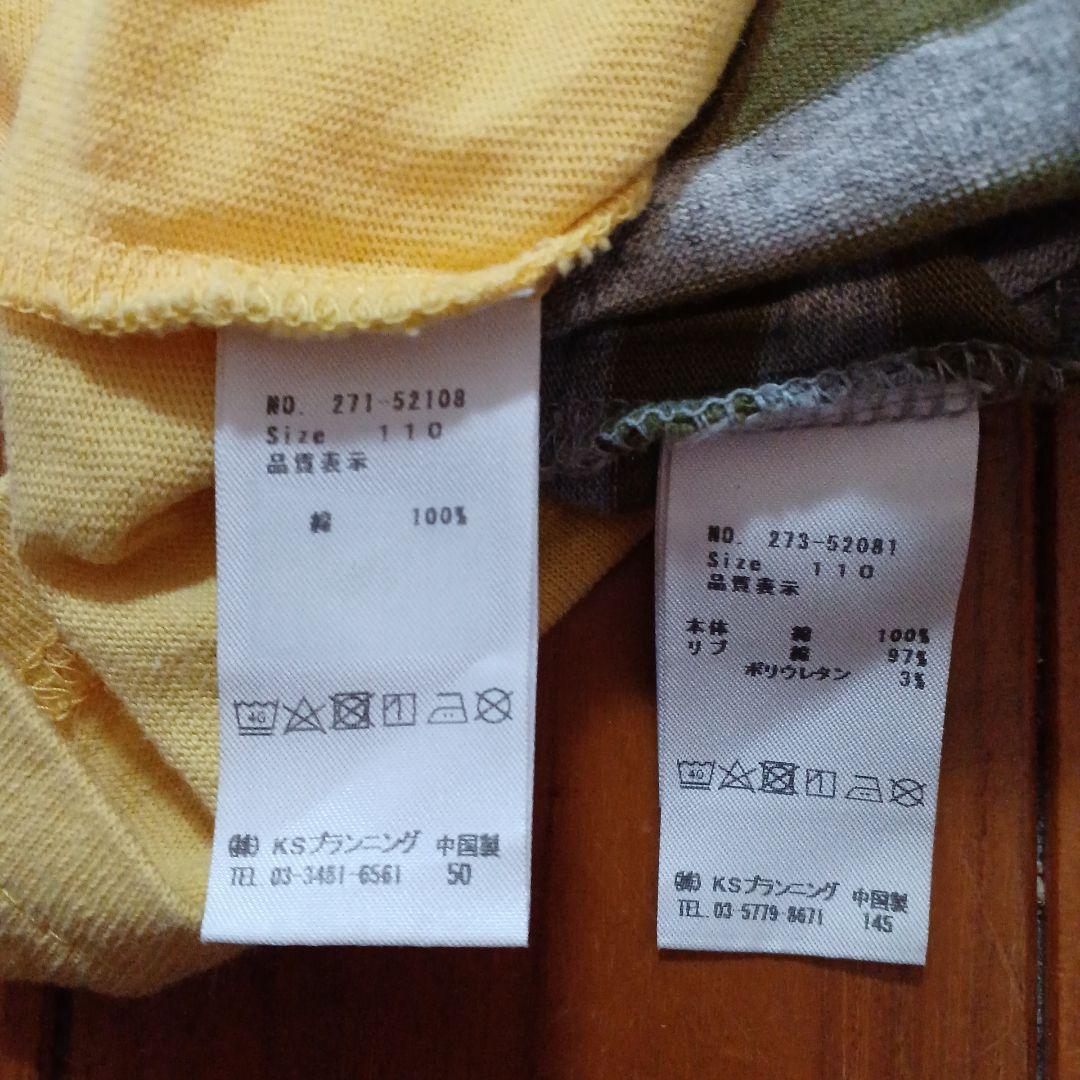 NO. 271-52108
Size 110
品質表示
綿 100%
40
(株) KSプランニング 中国製
TEL 03-3481-6561 50
NO. 273-52081
Size 110
品質表示
本体 綿 100%
リブ 綿 97%
ポリウレタン 3%
40
(株) KSプランニング 中国製
TEL.03-5779-8671 145